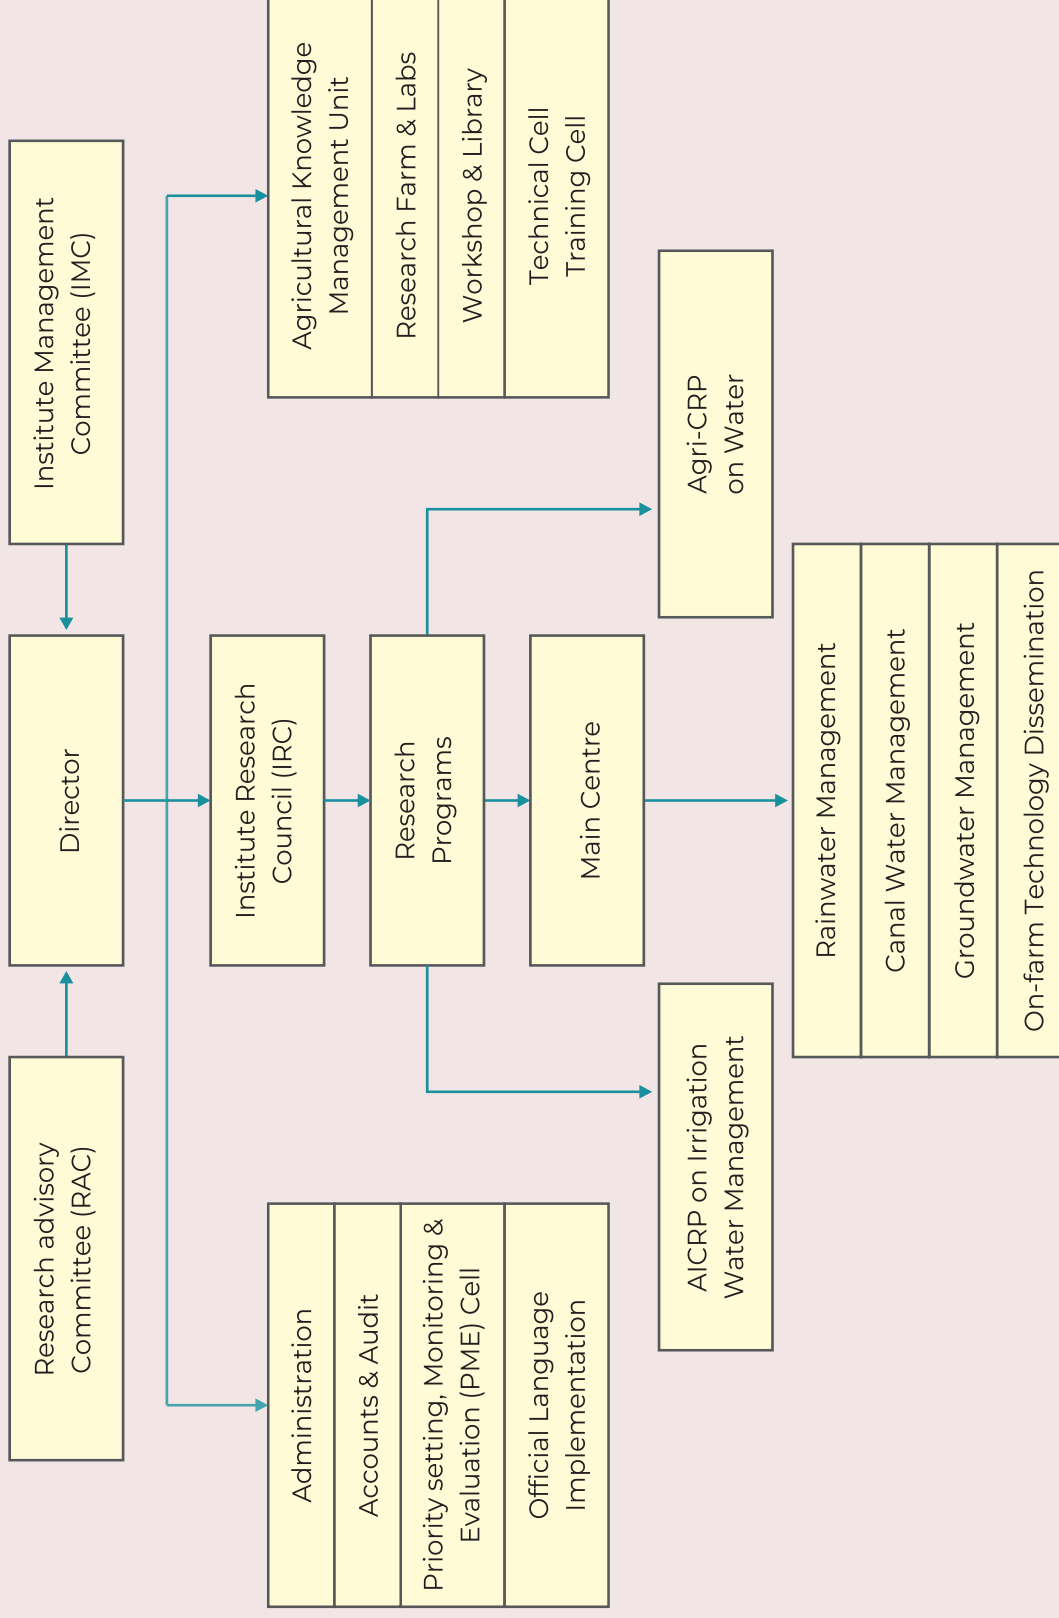 Research advisory
Committee (RAC)
Director
Institute Management
Committee (IMC)
Institute Research
Council (IRC)
Administration
Accounts & Audit
Priority setting, Monitoring &
Evaluation (PME) Cell
Official Language
Implementation
Research
Programs
Agricultural Knowledge
Management Unit
Research Farm & Labs
Workshop & Library
Technical Cell
Training Cell
Main Centre
AICRP on Irrigation
Water Management
Agri-CRP
on Water
Rainwater Management
Canal Water Management
Groundwater Management
On-farm Technology Dissemination